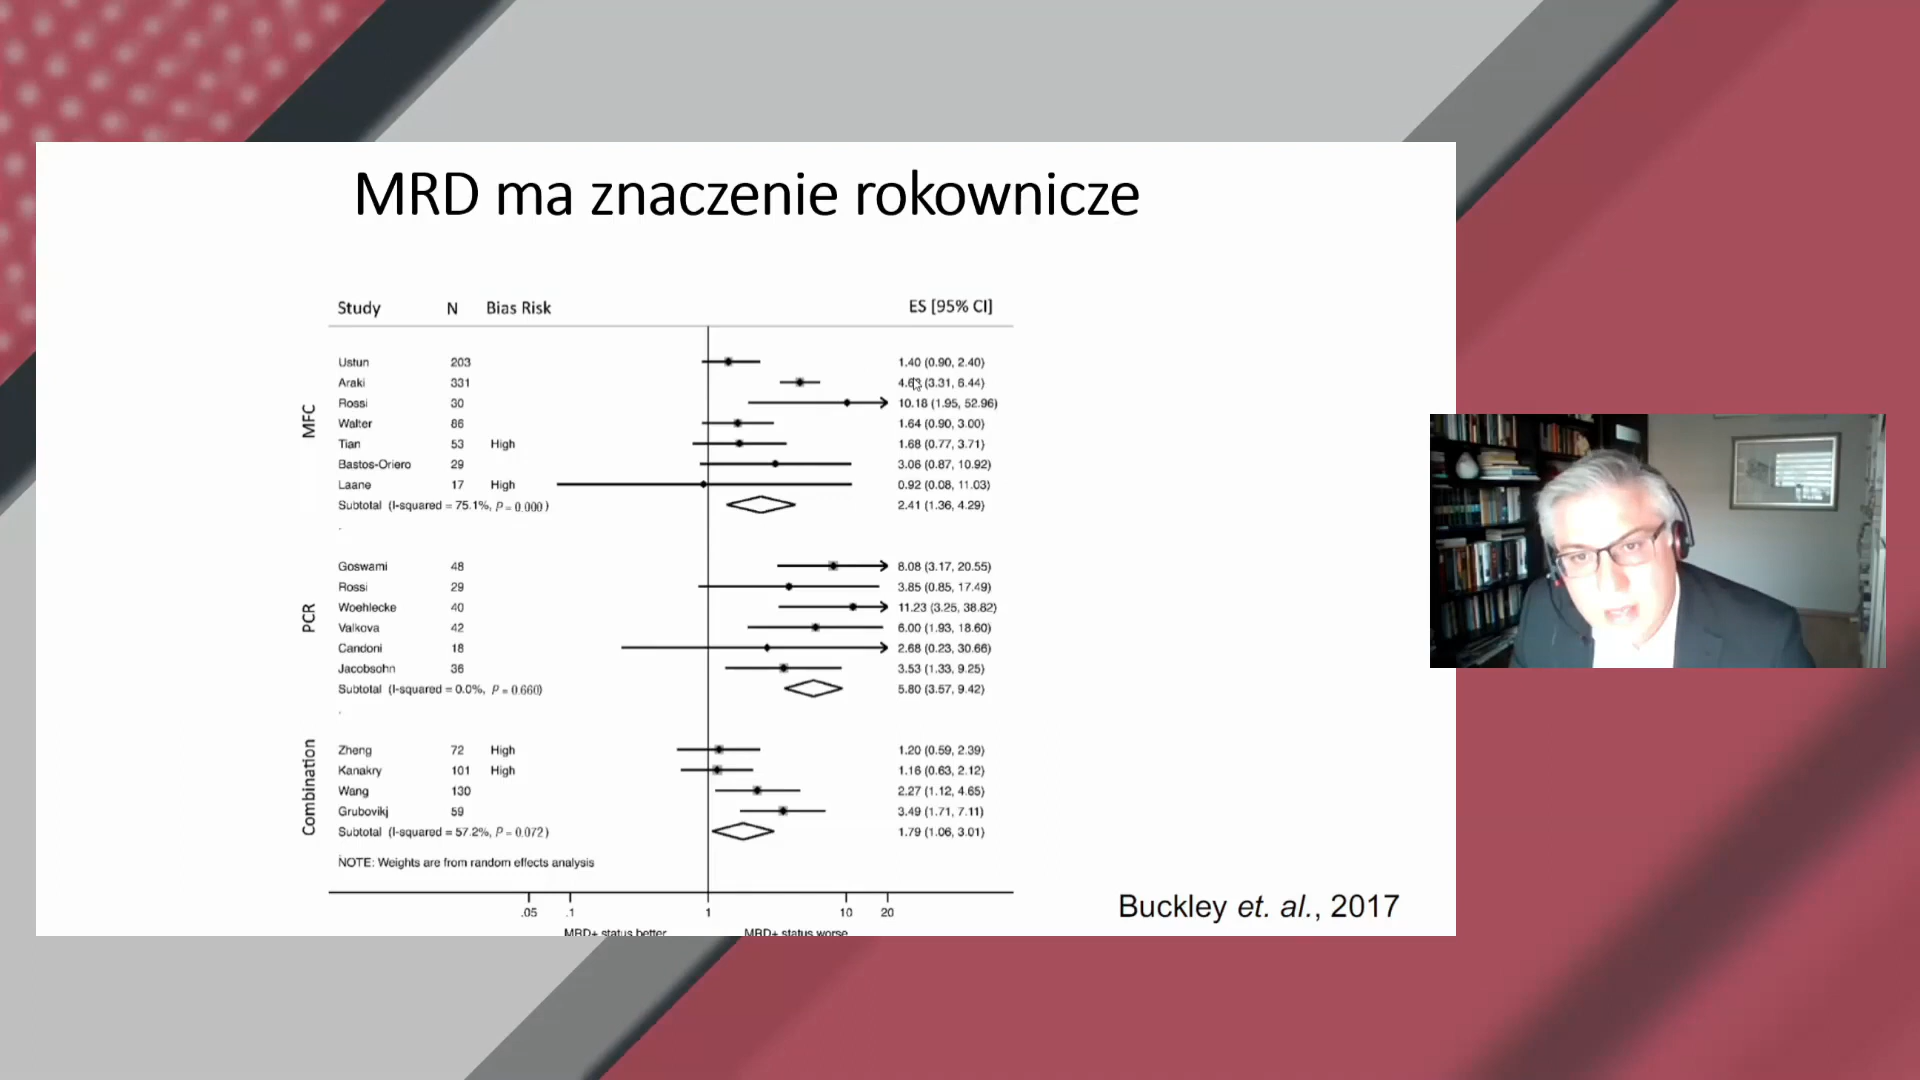 MRD ma znaczenie rokownicze
Study N Bias Risk ES [95% CI]
MFC
Ustun 203 1.40 (0.90, 2.40)
Araki 331 4.63 (3.31, 6.44)
Rossi 30 10.18 (1.95, 52.96)
Walter 86 1.64 (0.90, 3.00)
Tian 53 High 1.68 (0.77, 3.71)
Bastos-Oriero 29 3.06 (0.87, 10.92)
Laane 17 High 0.92 (0.08, 11.03)
Subtotal (I-squared = 75.1%, P = 0.000) 2.41 (1.36, 4.29)
PCR
Goswami 48 8.08 (3.17, 20.55)
Rossi 29 3.85 (0.85, 17.49)
Woehlecke 40 11.23 (3.25, 38.82)
Valkova 42 6.00 (1.93, 18.60)
Candoni 18 2.68 (0.23, 30.66)
Jacobsohn 36 3.53 (1.33, 9.25)
Subtotal (I-squared = 0.0%, P = 0.660) 5.80 (3.57, 9.42)
Combination
Zheng 72 High 1.20 (0.59, 2.39)
Kanakry 101 High 1.16 (0.63, 2.12)
Wang 130 2.27 (1.12, 4.65)
Grubovikj 59 3.49 (1.71, 7.11)
Subtotal (I-squared = 57.2%, P = 0.072) 1.79 (1.06, 3.01)
NOTE: Weights are from random effects analysis
.05 .1 1 10 20
MRD+ status better MRD+ status worse
Buckley et. al., 2017